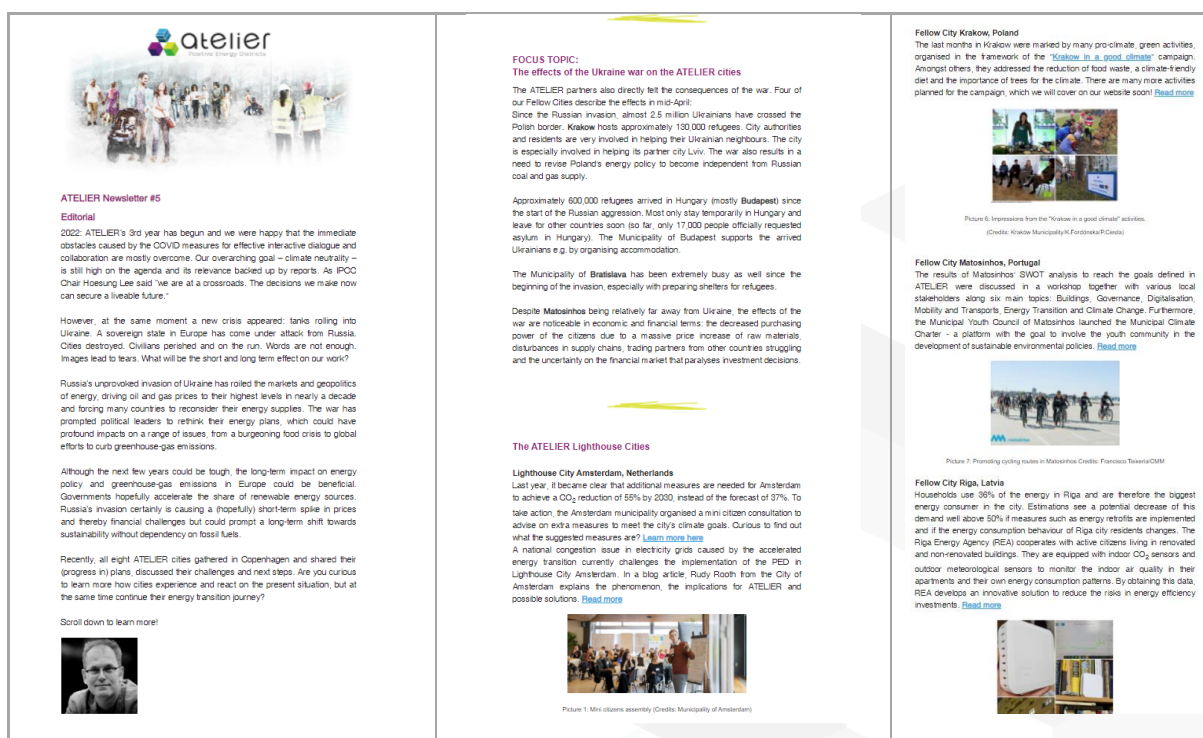 atelier
Positive Energy Districts
ATELIER Newsletter #5
Editorial
2022: ATELIER's 3rd year has begun and we were happy that the immediate
obstacles caused by the COVID measures for effective interactive dialogue and
collaboration are mostly overcome. Our overarching goal – climate neutrality –
is still high on the agenda and its relevance backed up by reports. As IPCC
Chair Hoesung Lee said "we are at a crossroads. The decisions we make now
can secure a liveable future."
However, at the same moment a new crisis appeared: tanks rolling into
Ukraine. A sovereign state in Europe has come under attack from Russia.
Cities destroyed. Civilians perished and on the run. Words are not enough.
Images lead to tears. What will be the short and long term effect on our work?
Russia's unprovoked invasion of Ukraine has roiled the markets and geopolitics
of energy, driving oil and gas prices to their highest levels in nearly a decade
and forcing many countries to reconsider their energy supplies. The war has
prompted political leaders to rethink their energy plans, which could have
profound impacts on a range of issues, from a burgeoning food crisis to global
efforts to curb greenhouse-gas emissions.
Although the next few years could be tough, the long-term impact on energy
policy and greenhouse-gas emissions in Europe could be beneficial.
Governments hopefully accelerate the share of renewable energy sources.
Russia's invasion certainly is causing a (hopefully) short-term spike in prices
and thereby financial challenges but could prompt a long-term shift towards
sustainability without dependency on fossil fuels.
Recently, all eight ATELIER cities gathered in Copenhagen and shared their
(progress in) plans, discussed their challenges and next steps. Are you curious
to learn more how cities experience and react on the present situation, but at
the same time continue their energy transition journey?
Scroll down to learn more!
FOCUS TOPIC:
The effects of the Ukraine war on the ATELIER cities
The ATELIER partners also directly felt the consequences of the war. Four of
our Fellow Cities describe the effects in mid-April:
Since the Russian invasion, almost 2.5 million Ukrainians have crossed the
Polish border. Krakow hosts approximately 130,000 refugees. City authorities
and residents are very involved in helping their Ukrainian neighbours. The city
is especially involved in helping its partner city Lviv. The war also results in a
need to revise Poland's energy policy to become independent from Russian
coal and gas supply.
Approximately 600,000 refugees arrived in Hungary (mostly Budapest) since
the start of the Russian aggression. Most only stay temporarily in Hungary and
leave for other countries soon (so far, only 17,000 people officially requested
asylum in Hungary). The Municipality of Budapest supports the arrived
Ukrainians e.g. by organising accommodation.
The Municipality of Bratislava has been extremely busy as well since the
beginning of the invasion, especially with preparing shelters for refugees.
Despite Matosinhos being relatively far away from Ukraine, the effects of the
war are noticeable in economic and financial terms: the decreased purchasing
power of the citizens due to a massive price increase of raw materials,
disturbances in supply chains, trading partners from other countries struggling
and the uncertainty on the financial market that paralyses investment decisions.
The ATELIER Lighthouse Cities
Lighthouse City Amsterdam, Netherlands
Last year, it became clear that additional measures are needed for Amsterdam
to achieve a CO2 reduction of 55% by 2030, instead of the forecast of 37%. To
take action, the Amsterdam municipality organised a mini citizen consultation to
advise on extra measures to meet the city's climate goals. Curious to find out
what the suggested measures are? Learn more here
A national congestion issue in electricity grids caused by the accelerated
energy transition currently challenges the implementation of the PED in
Lighthouse City Amsterdam. In a blog article, Rudy Rooth from the City of
Amsterdam explains the phenomenon, the implications for ATELIER and
possible solutions. Read more
Picture 1: Mini citizens assembly (Credits: Municipality of Amsterdam)
Fellow City Krakow, Poland
The last months in Krakow were marked by many pro-climate, green activities,
organised in the framework of the "Krakow in a good climate" campaign.
Amongst others, they addressed the reduction of food waste, a climate-friendly
diet and the importance of trees for the climate. There are many more activities
planned for the campaign, which we will cover on our website soon! Read more
Picture 6: Impressions from the "Krakow in a good climate" activities.
(Credits: Kraków Municipality/K.Fordónska/P.Ciesta)
Fellow City Matosinhos, Portugal
The results of Matosinhos' SWOT analysis to reach the goals defined in
ATELIER were discussed in a workshop together with various local
stakeholders along six main topics: Buildings, Governance, Digitalisation,
Mobility and Transports, Energy Transition and Climate Change. Furthermore,
the Municipal Youth Council of Matosinhos launched the Municipal Climate
Charter - a platform with the goal to involve the youth community in the
development of sustainable environmental policies. Read more
Picture 7: Promoting cycling routes in Matosinhos Credits: Francisco Teixeira/CMM
Fellow City Riga, Latvia
Households use 36% of the energy in Riga and are therefore the biggest
energy consumer in the city. Estimations see a potential decrease of this
demand well above 50% if measures such as energy retrofits are implemented
and if the energy consumption behaviour of Riga city residents changes. The
Riga Energy Agency (REA) cooperates with active citizens living in renovated
and non-renovated buildings. They are equipped with indoor CO2 sensors and
outdoor meteorological sensors to monitor the indoor air quality in their
apartments and their own energy consumption patterns. By obtaining this data,
REA develops an innovative solution to reduce the risks in energy efficiency
investments. Read more